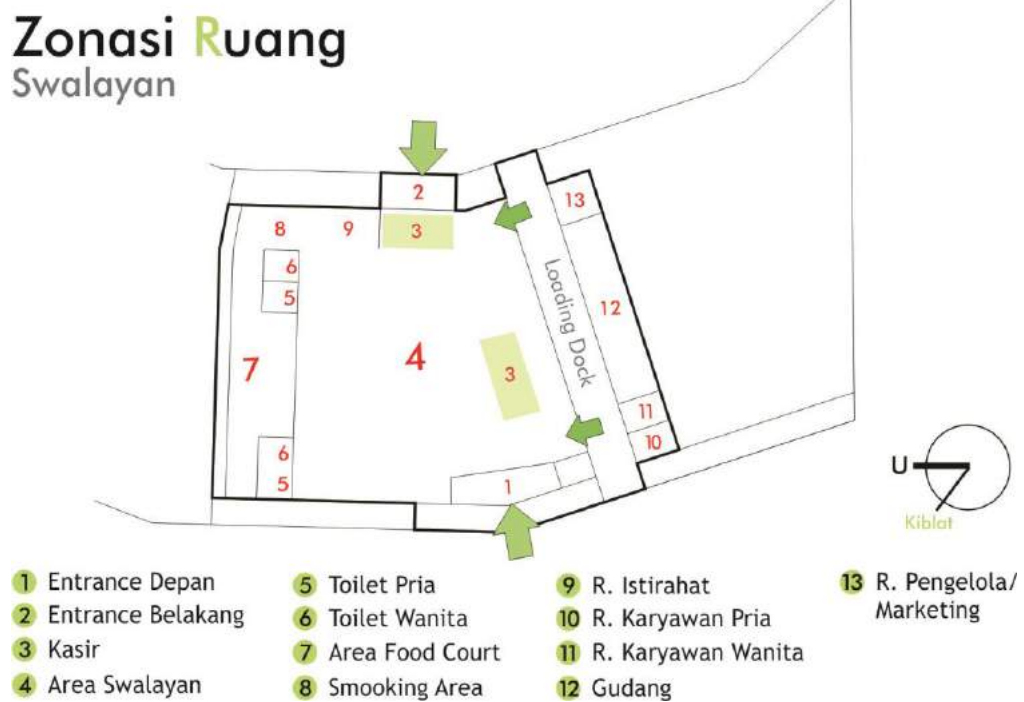 Zonasi Ruang
Swalayan
2
13
8
9
3
6
5
Loading Dock
12
7
4
3
11
10
6
5
1
U
Kiblat
1 Entrance Depan
2 Entrance Belakang
3 Kasir
4 Area Swalayan
5 Toilet Pria
6 Toilet Wanita
7 Area Food Court
8 Smooking Area
9 R. Istirahat
10 R. Karyawan Pria
11 R. Karyawan Wanita
12 Gudang
13 R. Pengelola/
Marketing